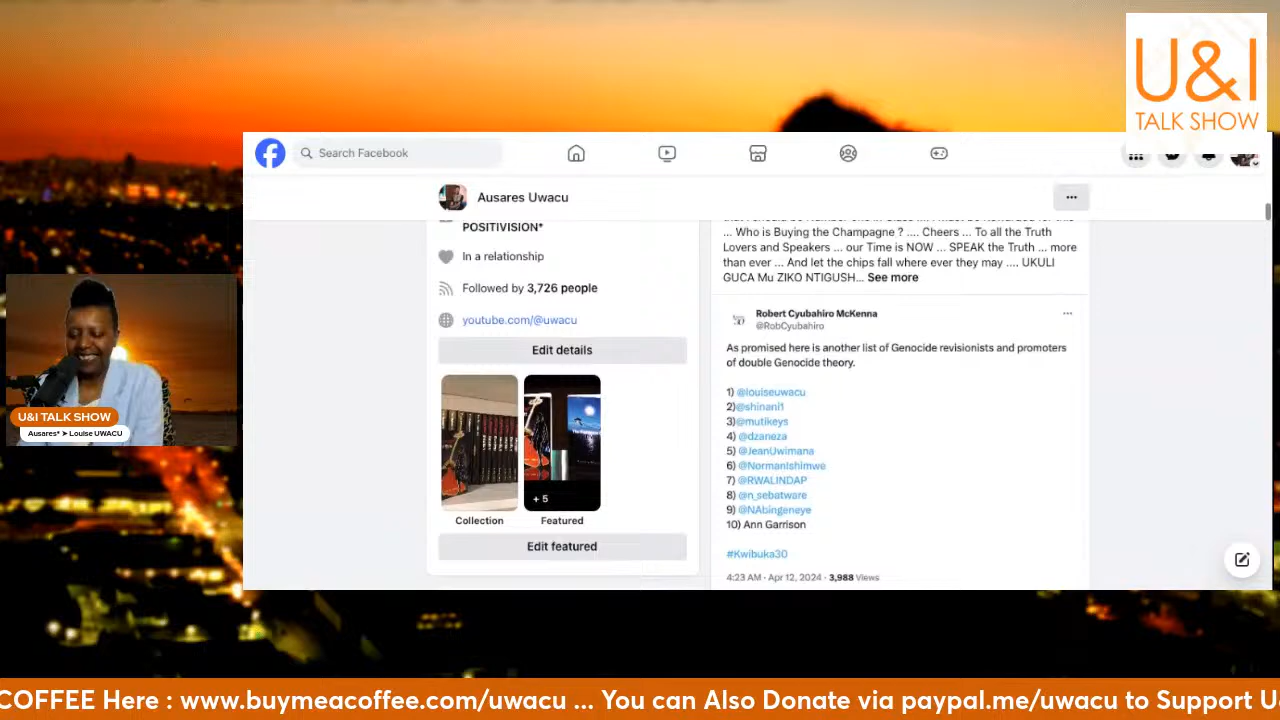 U&I
TALK SHOW
Search Facebook
Ausares Uwacu
POSITIVISION*
In a relationship
Followed by 3,726 people
youtube.com/@uwacu
Edit details
+ 5
Collection
Featured
Edit featured
... Who is Buying the Champagne ? .... Cheers ... To all the Truth
Lovers and Speakers ... our Time is NOW ... SPEAK the Truth ... more
than ever ... And let the chips fall where ever they may .... UKULI
GUCA Mu ZIKO NTIGUSH... See more
Robert Cyubahiro McKenna
@RobCyubahiro
As promised here is another list of Genocide revisionists and promoters
of double Genocide theory.
1) @louiseuwacu
2)@shinani1
3)@mutikeys
4) @dzaneza
5) @JeanUwimana
6) @NormanIshimwe
7) @RWALINDAP
8) @n_sebatware
9) @NAbingeneye
10) Ann Garrison
#Kwibuka30
4:23 AM · Apr 12, 2024 · 3,988 Views
U&I TALK SHOW
Ausares* ➤ Louise UWACU
COFFEE Here : www.buymeacoffee.com/uwacu ... You can Also Donate via paypal.me/uwacu to Support U